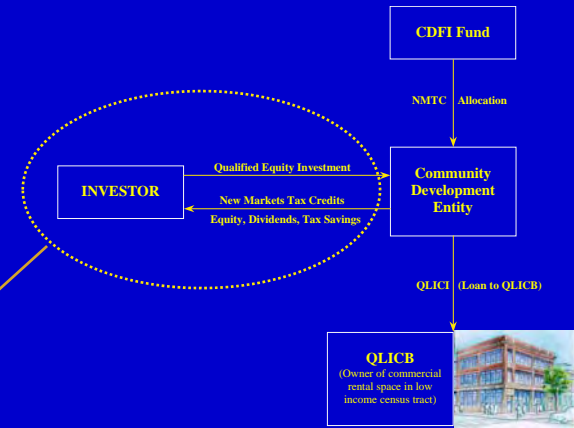 CDFI Fund
NMTC Allocation
Qualified Equity Investment
INVESTOR
New Markets Tax Credits
Equity, Dividends, Tax Savings
Community
Development
Entity
QLICI (Loan to QLICB)
QLICB
(Owner of commercial
rental space in low
income census tract)